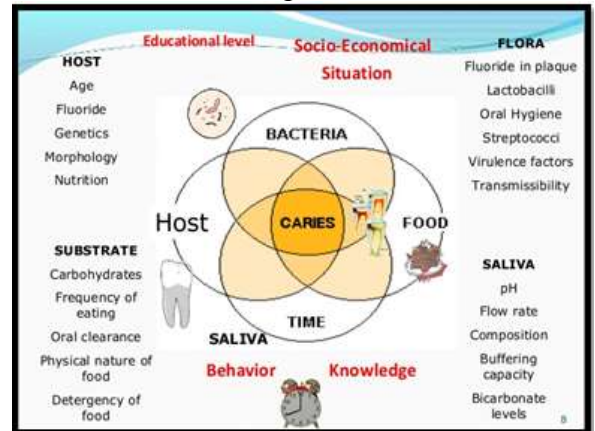 Educational level
Socio-Economical
Situation
HOST
Age
Fluoride
Genetics
Morphology
Nutrition
FLORA
Fluoride in plaque
Lactobacilli
Oral Hygiene
Streptococci
Virulence factors
Transmissibility
BACTERIA
Host
CARIES
FOOD
TIME
SALIVA
SUBSTRATE
Carbohydrates
Frequency of
eating
Oral clearance
Physical nature of
food
Detergency of
food
SALIVA
pH
Flow rate
Composition
Buffering
capacity
Bicarbonate
levels
Behavior
Knowledge
8